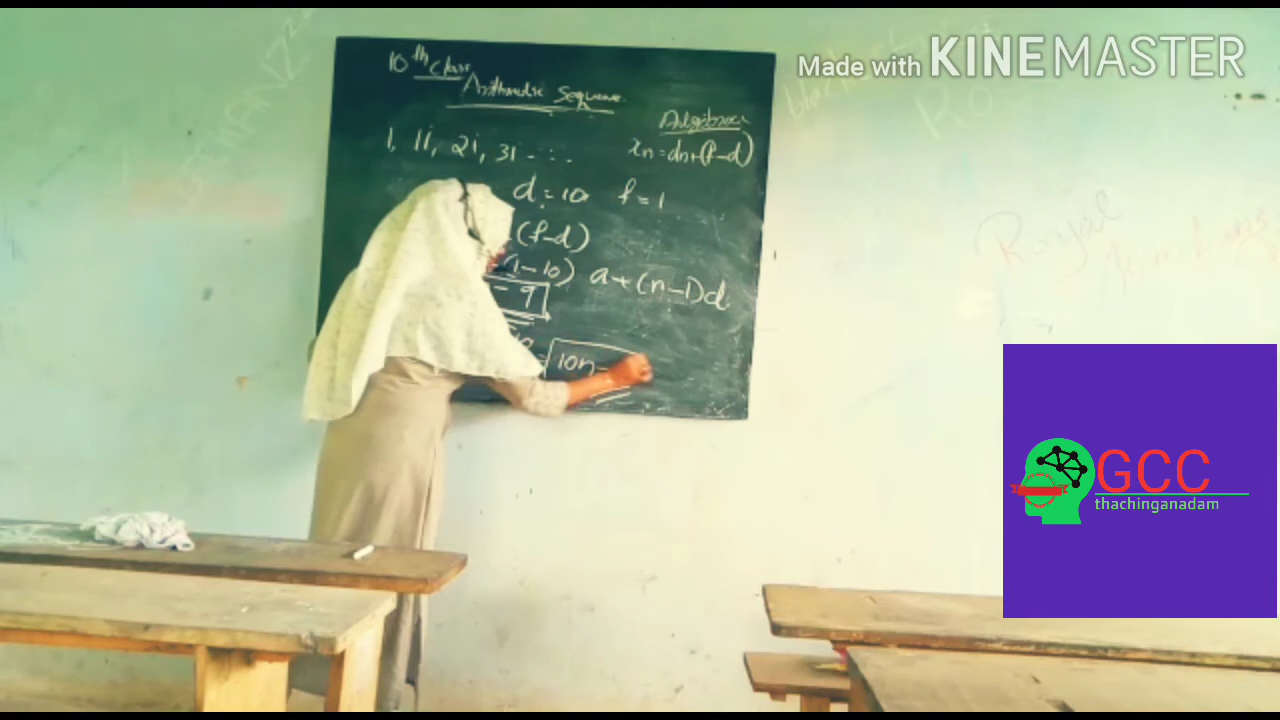 Made with KINEMASTER
10th class
Arithmetic Sequence
1, 11, 21, 31 - . . .
Algebra
xn = dn+(f-d)
d = 10 f = 1
(f-d)
(1-10) a+(n-1)d
- 9
10n-
Royal
GCC
thachinganadam